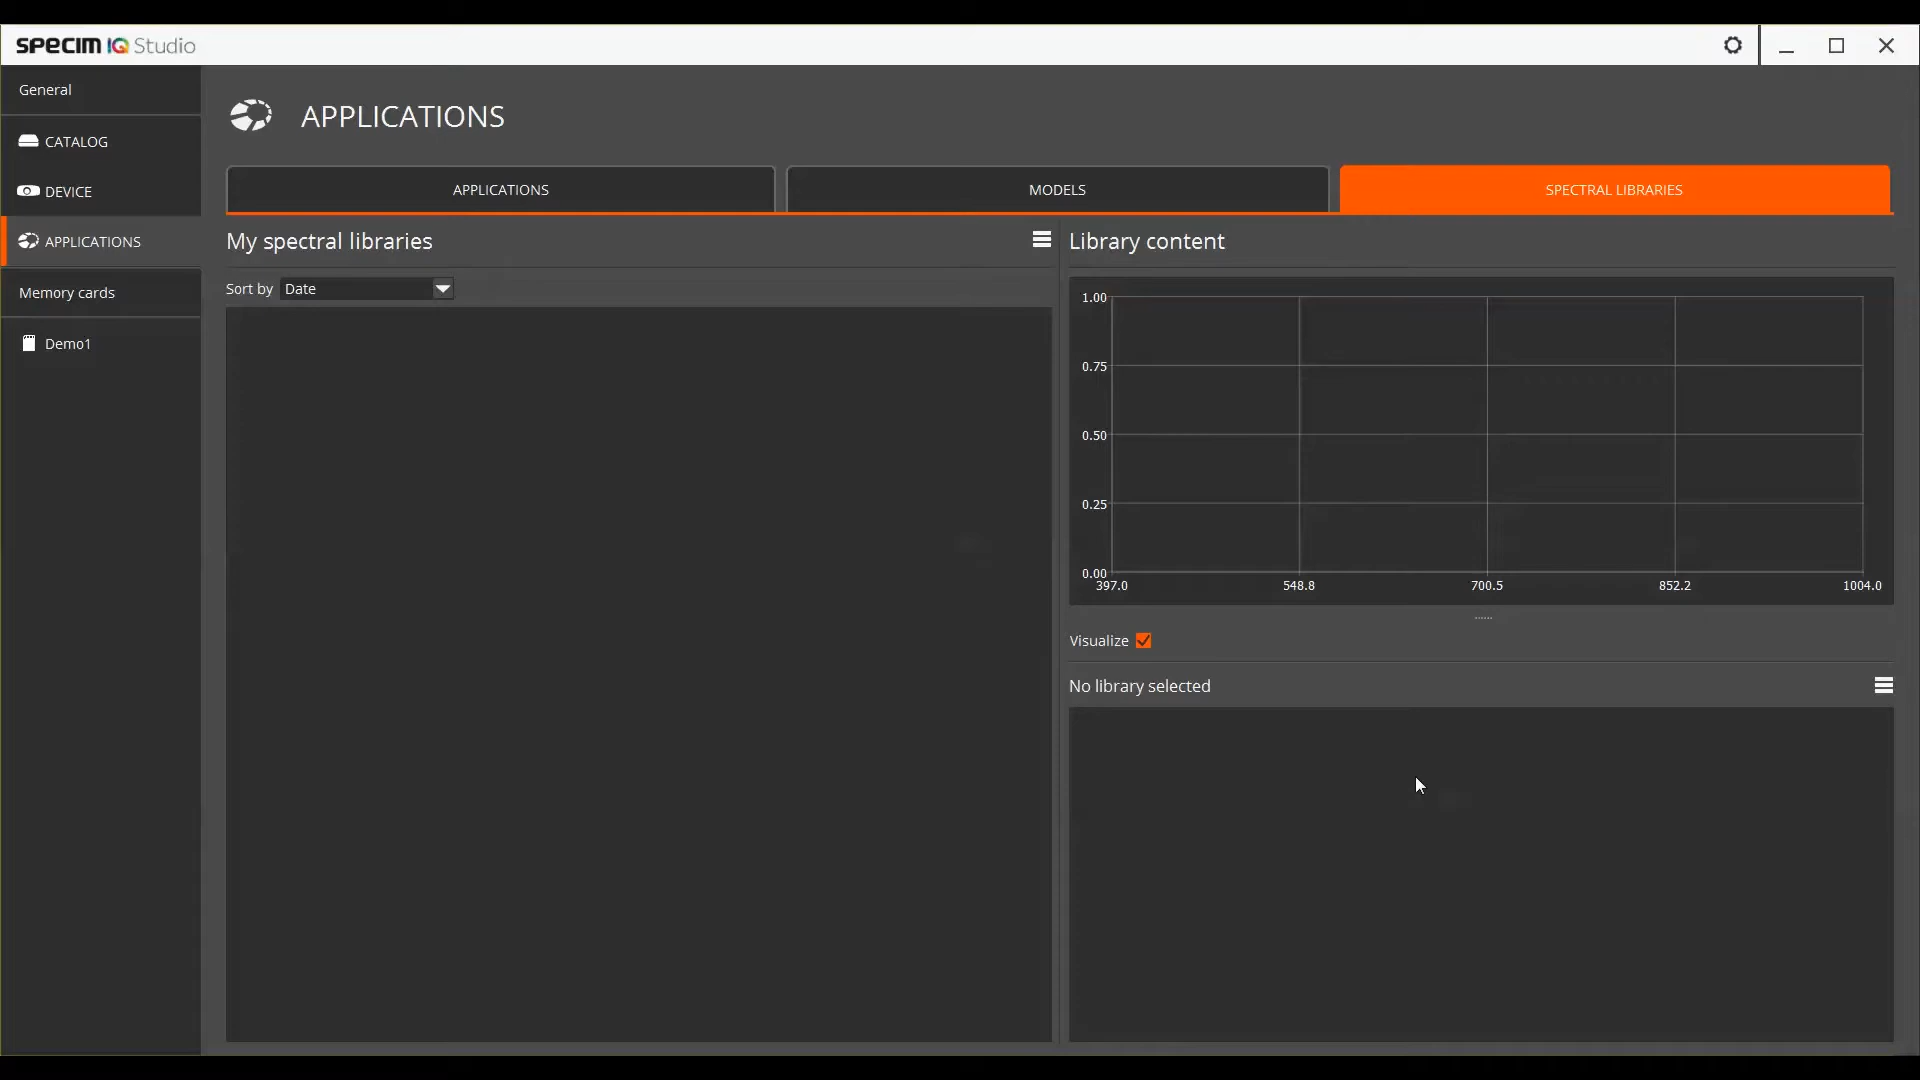 SPECIM IQ Studio
General
CATALOG
DEVICE
APPLICATIONS
Memory cards
Demo1
APPLICATIONS
APPLICATIONS
MODELS
SPECTRAL LIBRARIES
My spectral libraries
Sort by Date
Library content
1.00
0.75
0.50
0.25
0.00
397.0 548.8 700.5 852.2 1004.0
Visualize
No library selected